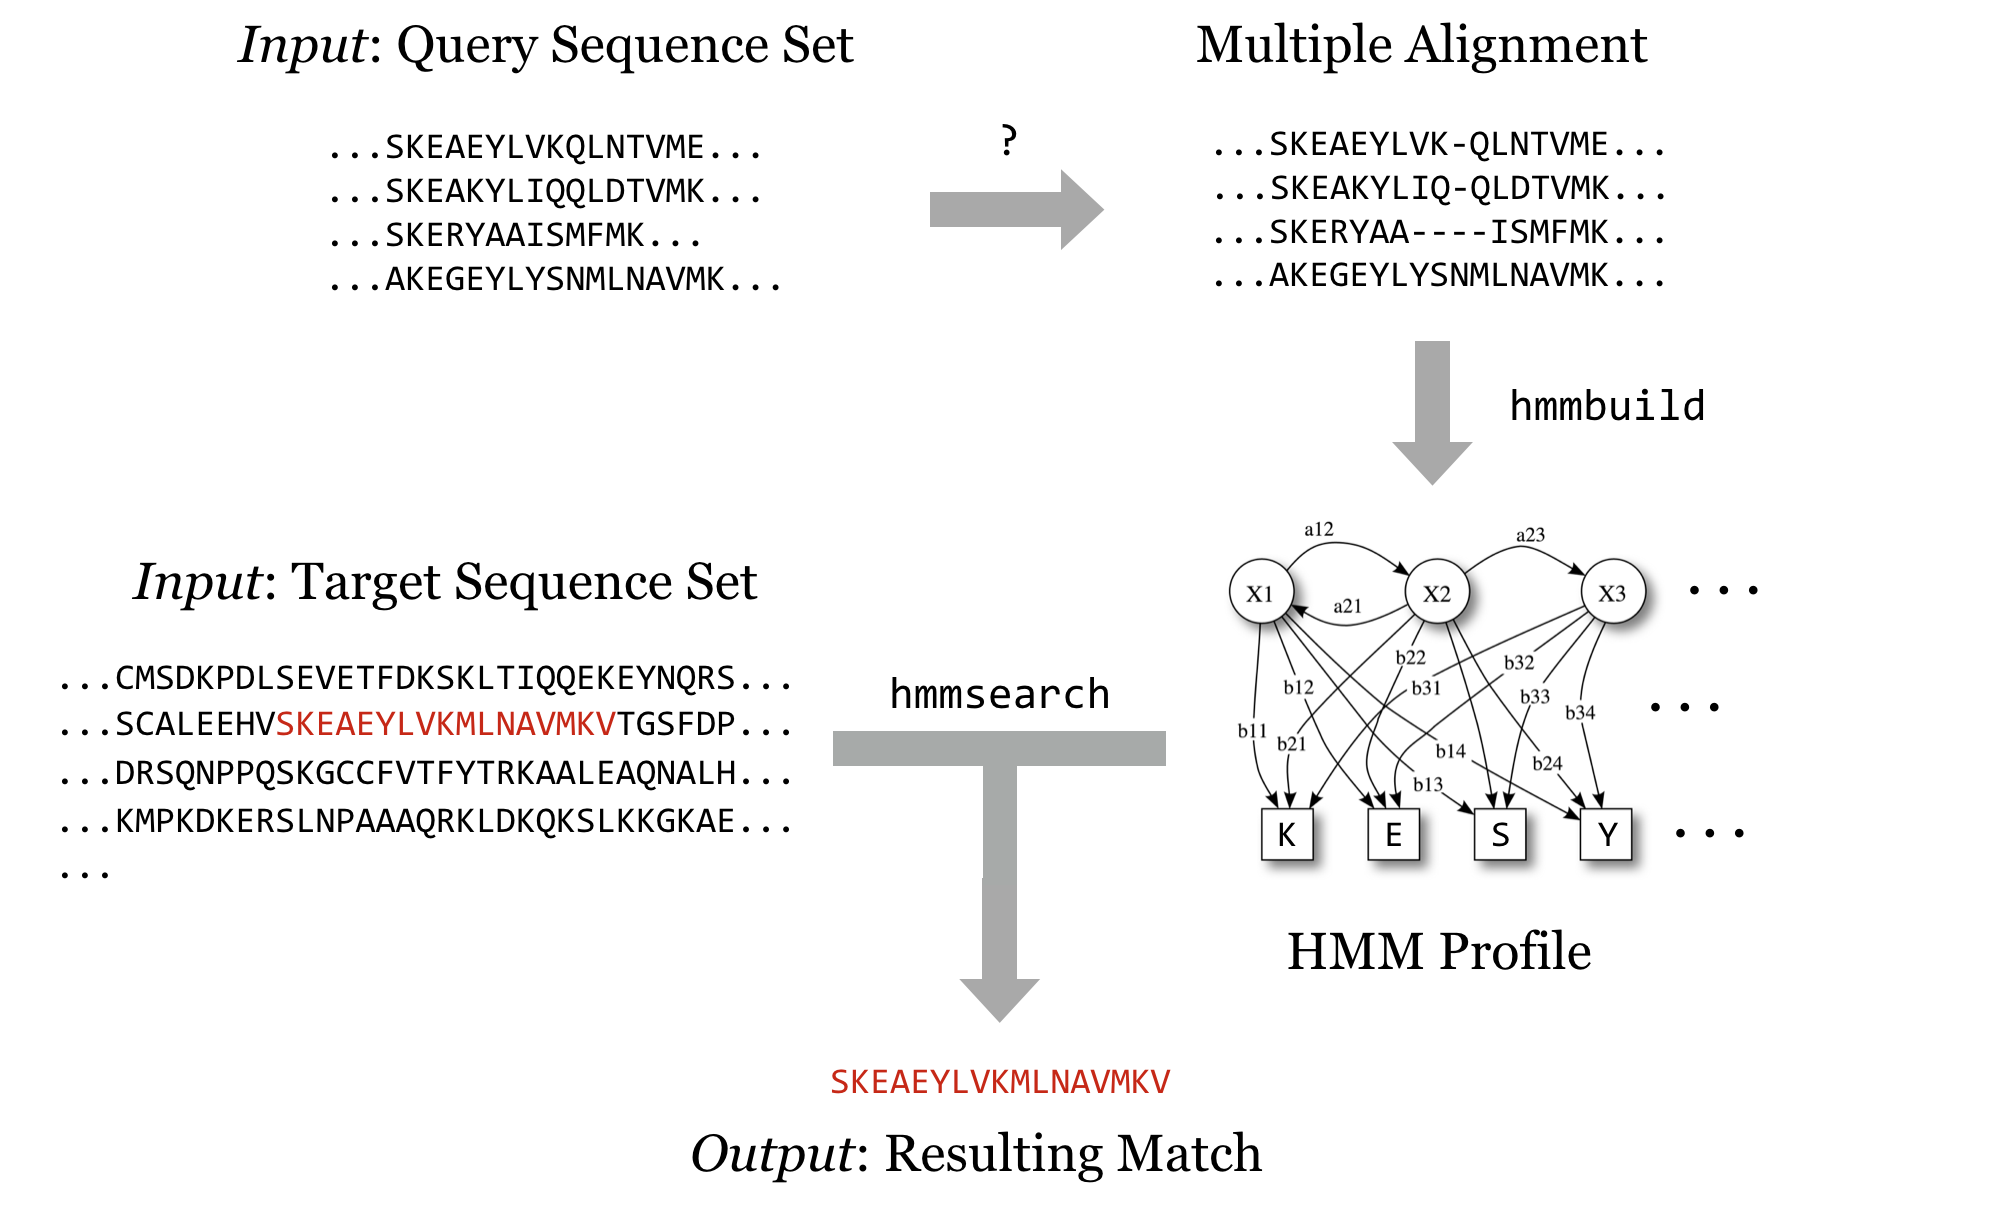 Input: Query Sequence Set
...SKEAEYLVKQLNTVME...
...SKEAKYLIQQLDTVMK...
...SKERYAAISMFMK...
...AKEGEYLYSNMLNAVMK...
?
Multiple Alignment
...SKEAEYLVK-QLNTVME...
...SKEAKYLIQ-QLDTVMK...
...SKERYAA----ISMFMK...
...AKEGEYLYSNMLNAVMK...
hmmbuild
Input: Target Sequence Set
...CMSDKPDLSEVETFDKSKLTIQQEKEYNQRS...
...SCALEEHVSKEAEYLVKMLNAVMKVTGSFDP...
...DRSQNPPQSKGCCFVTFYTRKAALEAQNALH...
...KMPKDKERSLNPAAAQRKLDKQKSLKKGKAE...
...
hmmsearch
a12
a23
X1
X2
X3
...
a21
b22
b32
b12
b31
b33
b34
...
b11
b21
b14
b24
b13
K
E
S
Y
...
HMM Profile
SKEAEYLVKMLNAVMKV
Output: Resulting Match